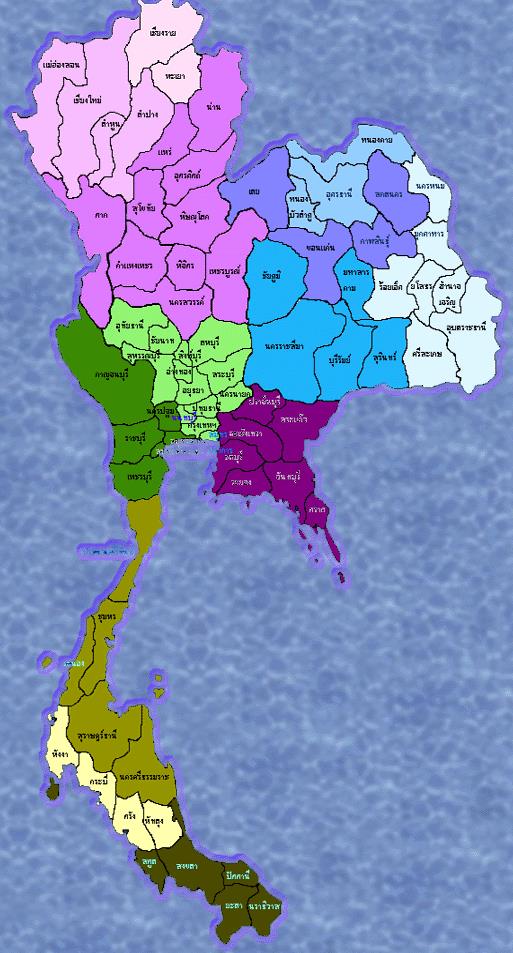 เชียงราย
แม่ฮ่องสอน
พะเยา
เชียงใหม่
น่าน
ลำปาง
ลำพูน
แพร่
อุตรดิตถ์
ตาก
สุโขทัย
พิษณุโลก
กำแพงเพชร
พิจิตร
เพชรบูรณ์
นครสวรรค์
หนองคาย
เลย
หนอง
บัวลำภู
อุดรธานี
สกลนคร
นครพนม
มุกดาหาร
ขอนแก่น
กาฬสินธุ์
ชัยภูมิ
มหาสาร
คาม
ร้อยเอ็ด
ยโสธร
อำนาจ
เจริญ
อุบลราชธานี
นครราชสีมา
บุรีรัมย์
สุรินทร์
ศรีสะเกษ
อุทัยธานี
ชัยนาท
ลพบุรี
สุพรรณบุรี
สิงห์บุรี
อ่างทอง
สระบุรี
อยุธยา
นครนายก
ปทุมธานี
กรุงเทพฯ
กาญจนบุรี
นครปฐม
ราชบุรี
เพชรบุรี
ปราจีนบุรี
สระแก้ว
ฉะเชิงเทรา
ชลบุรี
ระยอง
จันทบุรี
ตราด
ชุมพร
ระนอง
สุราษฎร์ธานี
พังงา
กระบี่
นครศรีธรรมราช
ตรัง
พัทลุง
สตูล
สงขลา
ปัตตานี
ยะลา
นราธิวาส